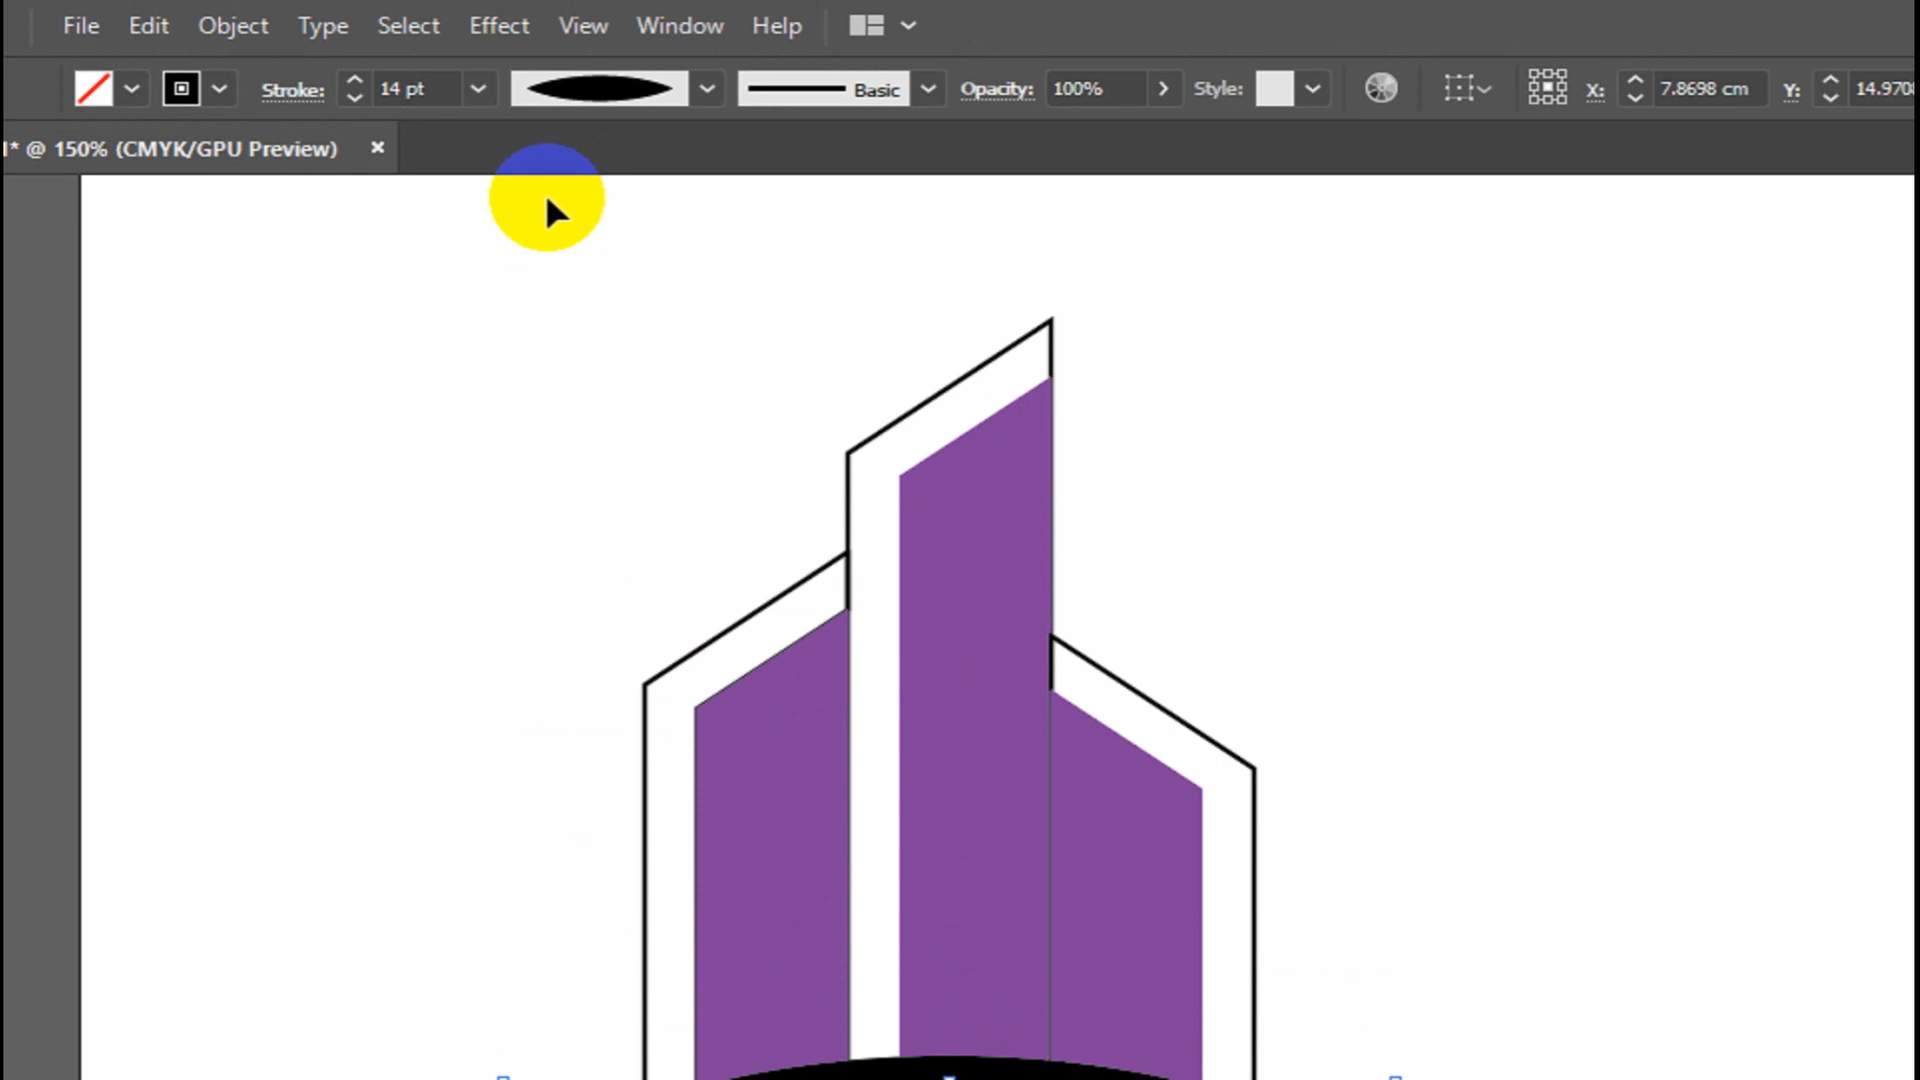 File Edit Object Type Select Effect View Window Help
Stroke: 14 pt Basic Opacity: 100% Style: X: 7.8698 cm Y: 14.970
* @ 150% (CMYK/GPU Preview) ×